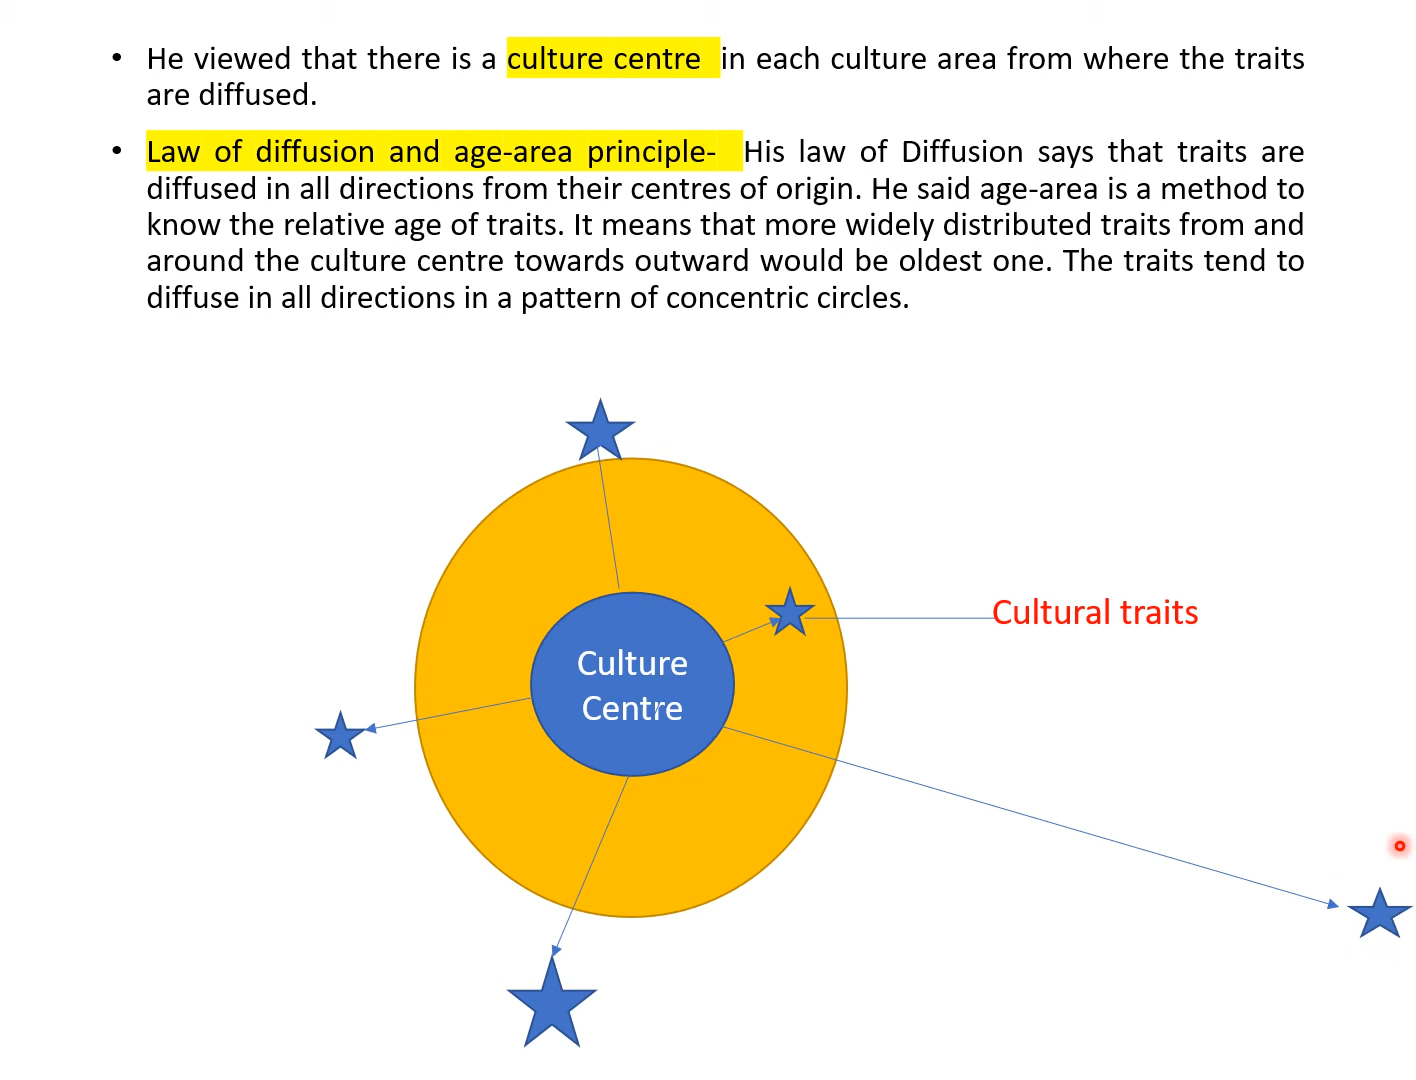 • He viewed that there is a culture centre in each culture area from where the traits
are diffused.
• Law of diffusion and age-area principle- His law of Diffusion says that traits are
diffused in all directions from their centres of origin. He said age-area is a method to
know the relative age of traits. It means that more widely distributed traits from and
around the culture centre towards outward would be oldest one. The traits tend to
diffuse in all directions in a pattern of concentric circles.
Cultural traits
Culture
Centre